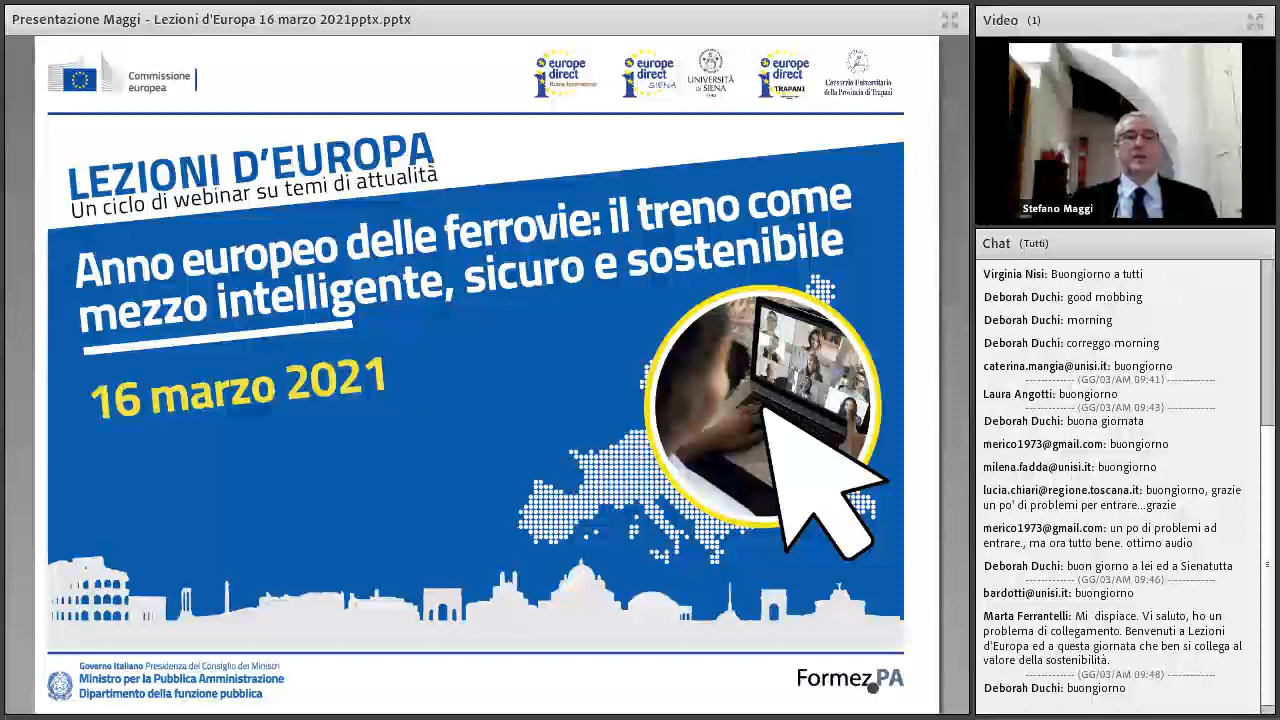 Presentazione Maggi - Lezioni d'Europa 16 marzo 2021pptx.pptx
Commissione
europea
europe
direct
Roma Innovazione
europe
direct
SIENA
UNIVERSITÀ
DI SIENA
1240
europe
direct
TRAPANI
Consorzio Universitario
della Provincia di Trapani
LEZIONI D'EUROPA
Un ciclo di webinar su temi di attualità
Anno europeo delle ferrovie: il treno come
mezzo intelligente, sicuro e sostenibile
16 marzo 2021
Governo Italiano Presidenza del Consiglio dei Ministri
Ministro per la Pubblica Amministrazione
Dipartimento della funzione pubblica
Formez PA
Video (1)
Stefano Maggi
Chat (Tutti)
Virginia Nisi: Buongiorno a tutti
Deborah Duchi: good mobbing
Deborah Duchi: morning
Deborah Duchi: correggo morning
caterina.mangia@unisi.it: buongiorno
------------ (GG/03/AM 09:41) ------------
Laura Angotti: buongiorno
------------ (GG/03/AM 09:43) ------------
Deborah Duchi: buona giornata
merico1973@gmail.com: buongiorno
milena.fadda@unisi.it: buongiorno
lucia.chiari@regione.toscana.it: buongiorno, grazie
un po' di problemi per entrare...grazie
merico1973@gmail.com: un po di problemi ad
entrare., ma ora tutto bene. ottimo audio
Deborah Duchi: buon giorno a lei ed a Sienatutta
------------ (GG/03/AM 09:46) ------------
bardotti@unisi.it: buongiorno
Marta Ferrantelli: Mi dispiace. Vi saluto, ho un
problema di collegamento. Benvenuti a Lezioni
d'Europa ed a questa giornata che ben si collega al
valore della sostenibilità.
------------ (GG/03/AM 09:48) ------------
Deborah Duchi: buongiorno